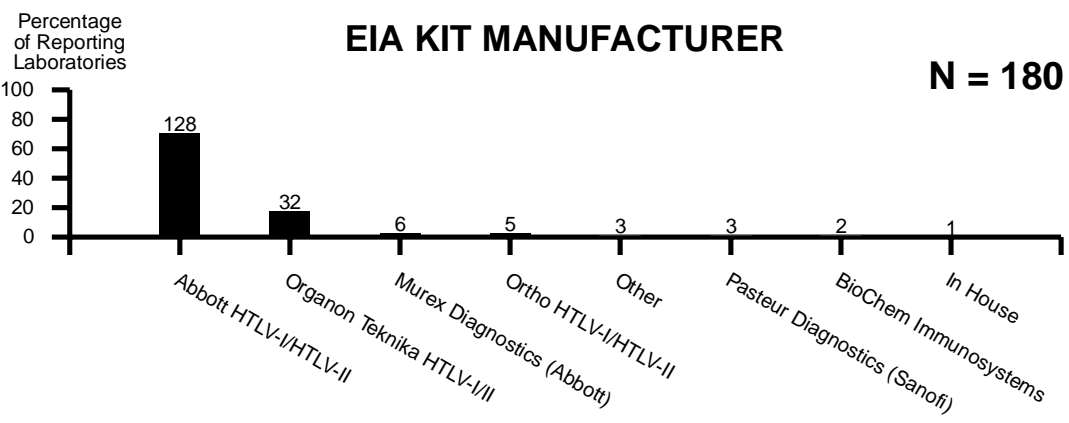 Percentage
of Reporting
Laboratories
EIA KIT MANUFACTURER
N = 180
100
80
60
40
20
0
128
32
6
5
3
3
2
1
Abbott HTLV-I/HTLV-II
Organon Teknika HTLV-I/II
Murex Diagnostics (Abbott)
Ortho HTLV-I/HTLV-II
Other
Pasteur Diagnostics (Sanofi)
BioChem Immunosystems
In House